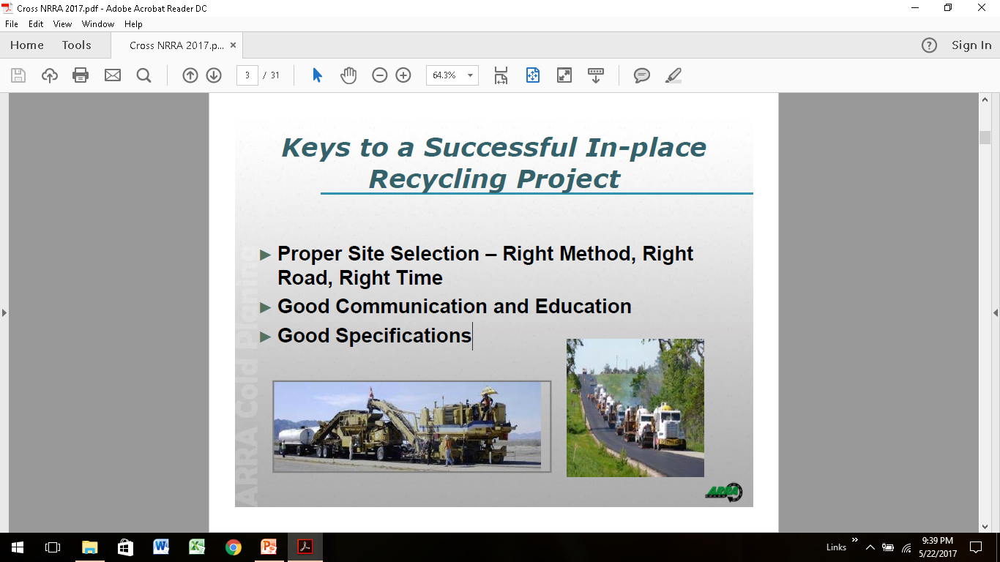 Cross NRRA 2017.pdf - Adobe Acrobat Reader DC
File Edit View Window Help
Home Tools Cross NRRA 2017.p... × Sign In
3 / 31 64.3%
Keys to a Successful In-place
Recycling Project
► Proper Site Selection – Right Method, Right
Road, Right Time
► Good Communication and Education
► Good Specifications
ARRA Cold Planing
ARRA
Links » 9:39 PM
5/22/2017